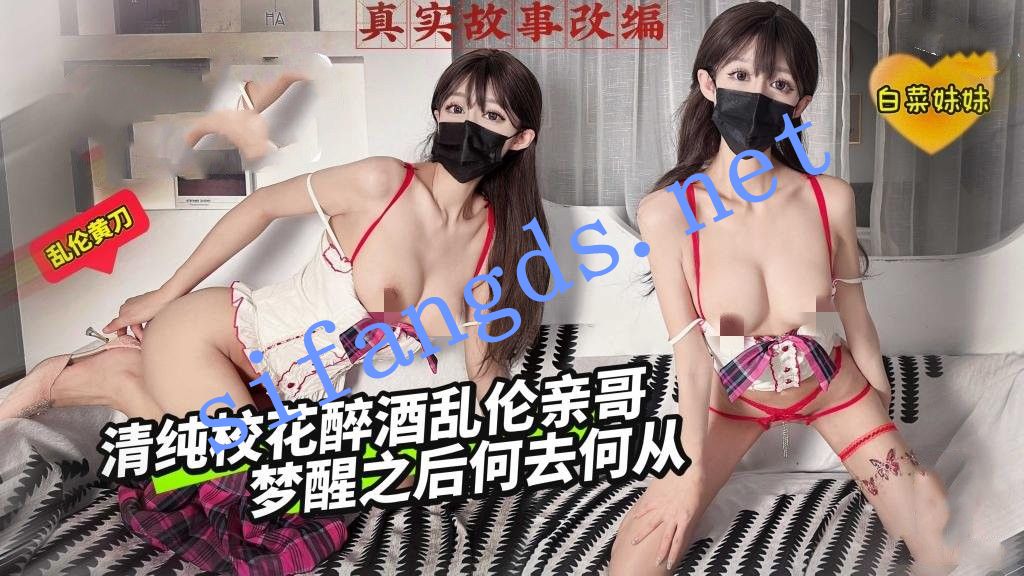 HA
真实故事改编
白菜妹妹
乱伦黄刀
sifangds.net
清纯校花醉酒乱伦亲哥
梦醒之后何去何从